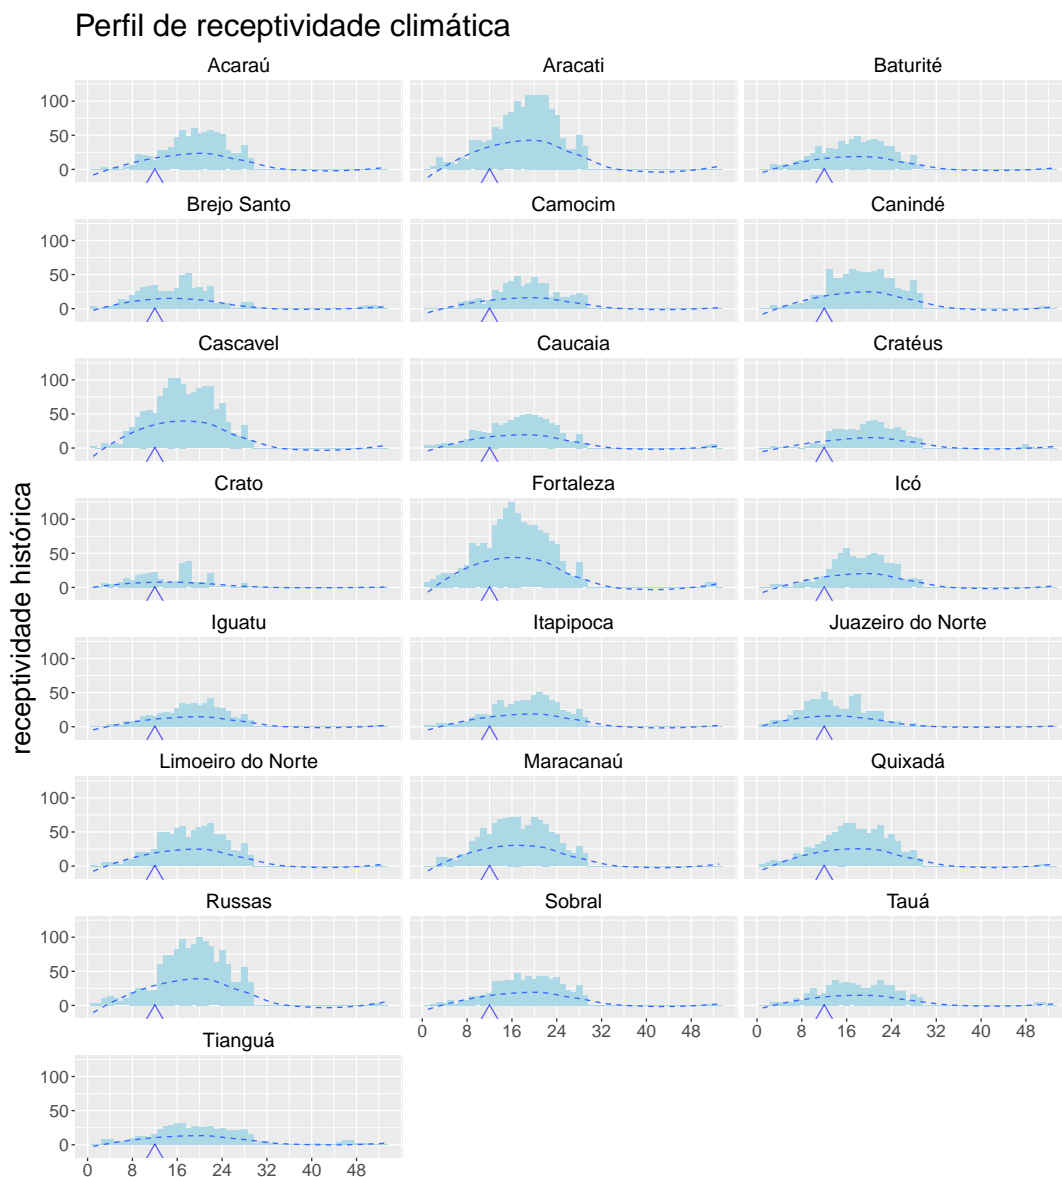 Perfil de receptividade climática
Acaraú Aracati Baturité
100
50
0
Brejo Santo Camocim Canindé
100
50
0
Cascavel Caucaia Cratéus
100
50
0
Crato Fortaleza Icó
100
50
0
receptividade histórica
Iguatu Itapipoca Juazeiro do Norte
100
50
0
Limoeiro do Norte Maracanaú Quixadá
100
50
0
Russas Sobral Tauá
100
50
0
0 8 16 24 32 40 48 0 8 16 24 32 40 48
Tianguá
100
50
0
0 8 16 24 32 40 48